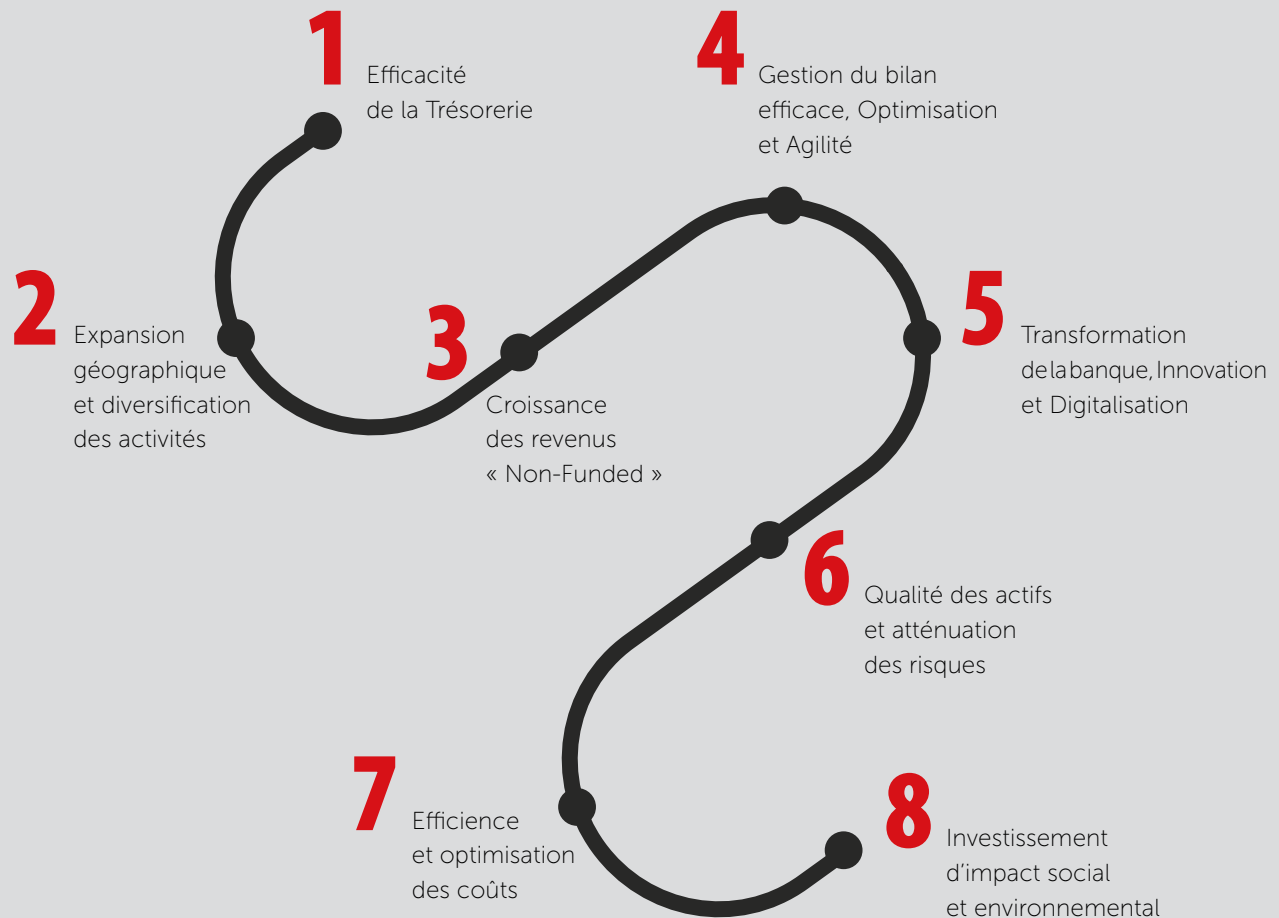 1
Efficacité
de la Trésorerie
2
Expansion
géographique
et diversification
des activités
3
Croissance
des revenus
« Non-Funded »
4
Gestion du bilan
efficace, Optimisation
et Agilité
5
Transformation
de la banque, Innovation
et Digitalisation
6
Qualité des actifs
et atténuation
des risques
7
Efficience
et optimisation
des coûts
8
Investissement
d'impact social
et environnemental